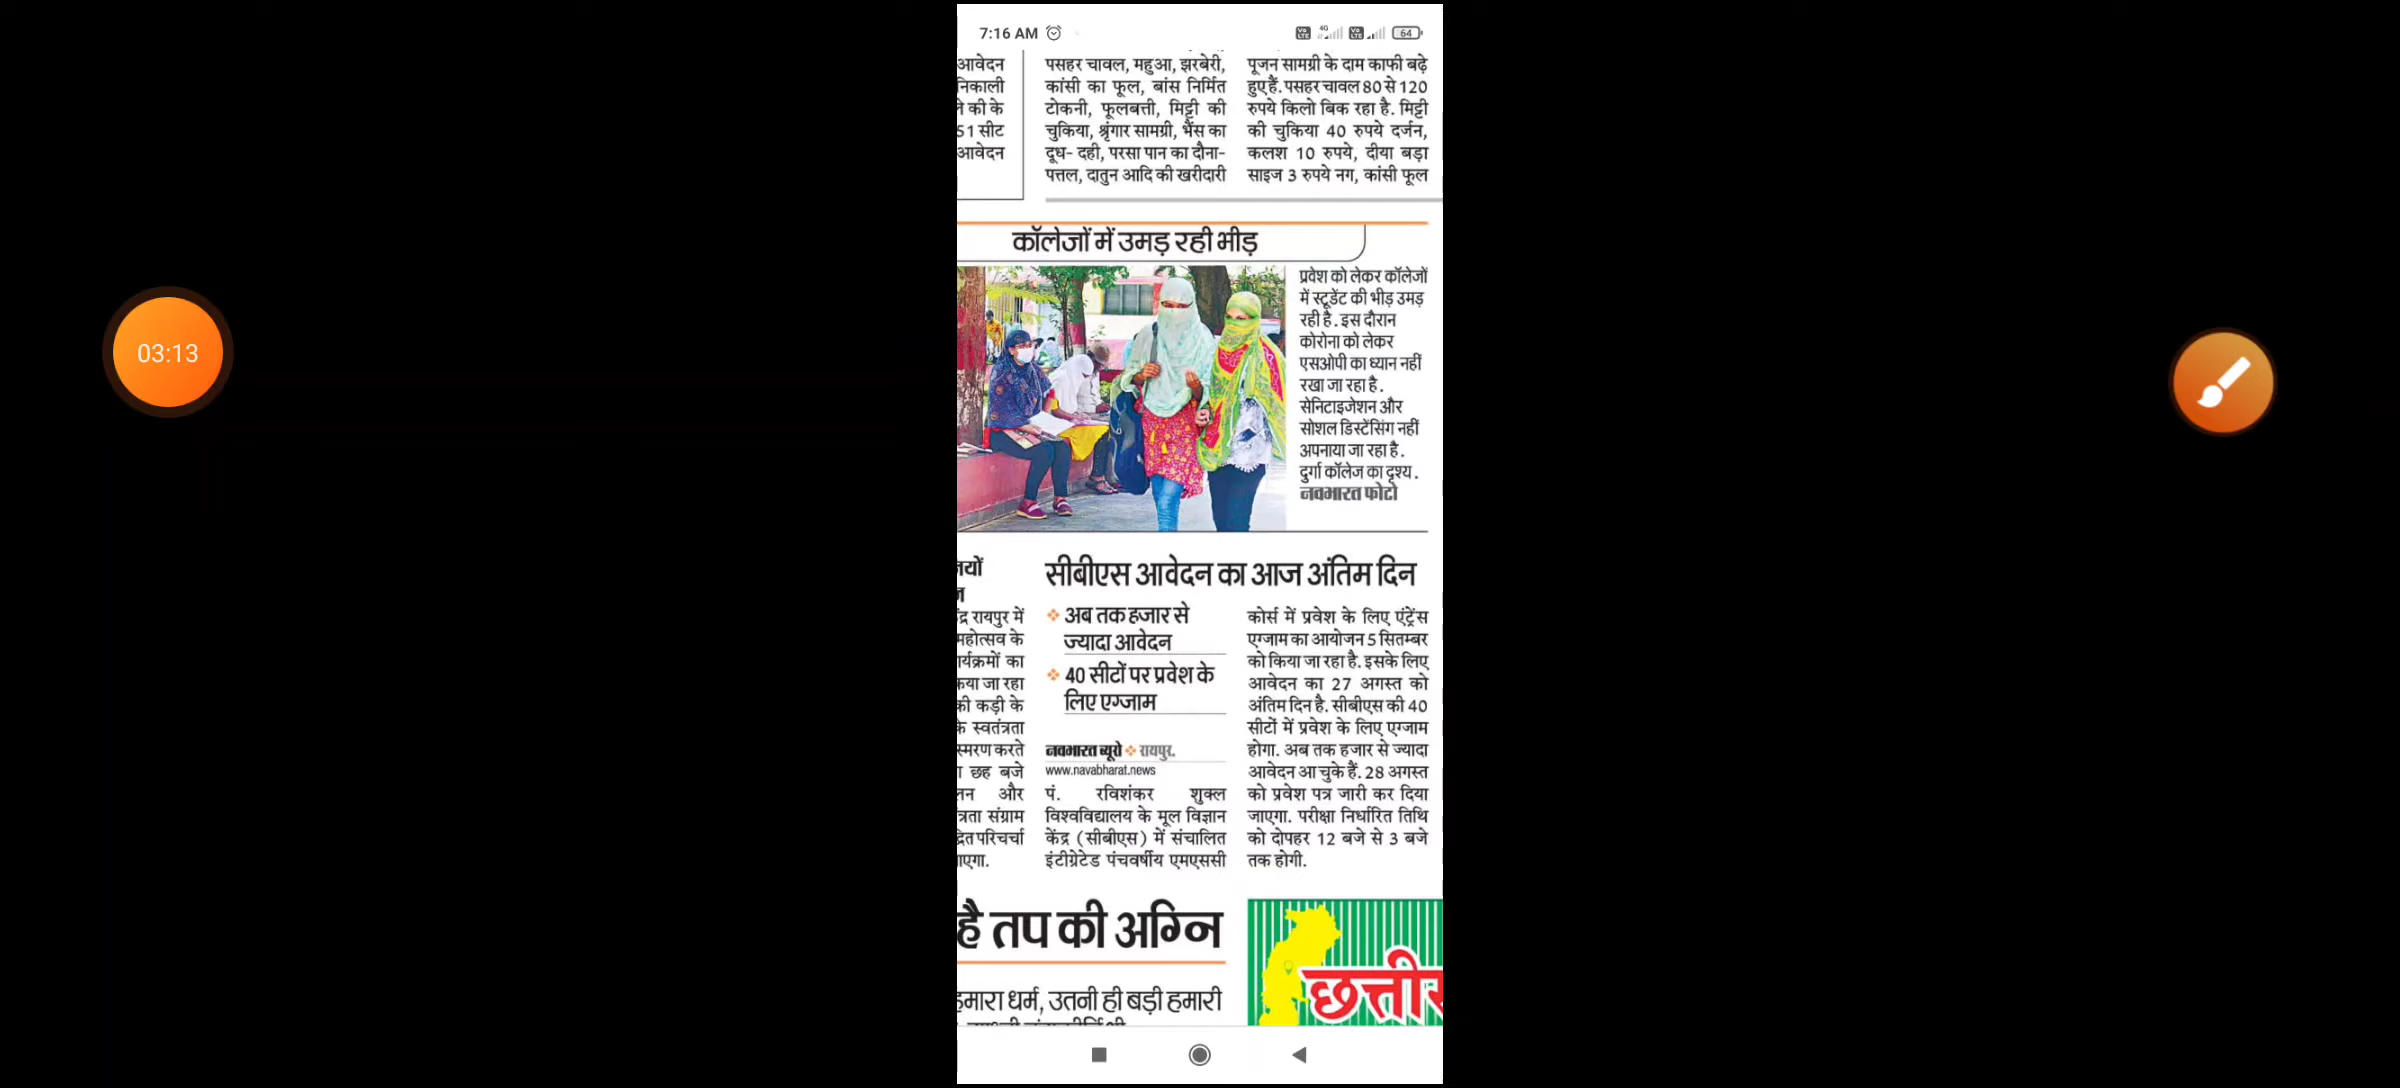 7:16 AM
4G
64
03:13
आवेदन
निकाली
की के
51 सीट
आवेदन
पसहर चावल, महुआ, झरबेरी,
कांसी का फूल, बांस निर्मित
टोकनी, फूलबत्ती, मिट्टी की
चुकिया, श्रृंगार सामग्री, भैंस का
दूध- दही, परसा पान का दौना-
पत्तल, दातुन आदि की खरीदारी
पूजन सामग्री के दाम काफी बढ़े
हुए हैं. पसहर चावल 80 से 120
रुपये किलो बिक रहा है. मिट्टी
की चुकिया 40 रुपये दर्जन,
कलश 10 रुपये, दीया बड़ा
साइज 3 रुपये नग, कांसी फूल
कॉलेजों में उमड़ रही भीड़
प्रवेश को लेकर कॉलेजों
में स्टूडेंट की भीड़ उमड़
रही है. इस दौरान
कोरोना को लेकर
एसओपी का ध्यान नहीं
रखा जा रहा है.
सेनिटाइजेशन और
सोशल डिस्टेंसिंग नहीं
अपनाया जा रहा है.
दुर्गा कॉलेज का दृश्य.
नवभारत फोटो
रायपुर में
महोत्सव के
का
जा रहा
की कड़ी के
के स्वतंत्रता
स्मरण करते
छह बजे
और
संग्राम
परिचर्चा
सीबीएस आवेदन का आज अंतिम दिन
❖ अब तक हजार से
ज्यादा आवेदन
❖ 40 सीटों पर प्रवेश के
लिए एग्जाम
नवभारत ब्यूरो ❖ रायपुर.
www.navabharat.news
पं. रविशंकर शुक्ल
विश्वविद्यालय के मूल विज्ञान
केंद्र (सीबीएस) में संचालित
इंटीग्रेटेड पंचवर्षीय एमएससी
कोर्स में प्रवेश के लिए एंट्रेंस
एग्जाम का आयोजन 5 सितम्बर
को किया जा रहा है. इसके लिए
आवेदन का 27 अगस्त को
अंतिम दिन है. सीबीएस की 40
सीटों में प्रवेश के लिए एग्जाम
होगा. अब तक हजार से ज्यादा
आवेदन आ चुके हैं. 28 अगस्त
को प्रवेश पत्र जारी कर दिया
जाएगा. परीक्षा निर्धारित तिथि
को दोपहर 12 बजे से 3 बजे
तक होगी.
है तप की अग्नि
हमारा धर्म, उतनी ही बड़ी हमारी
छत्तीस